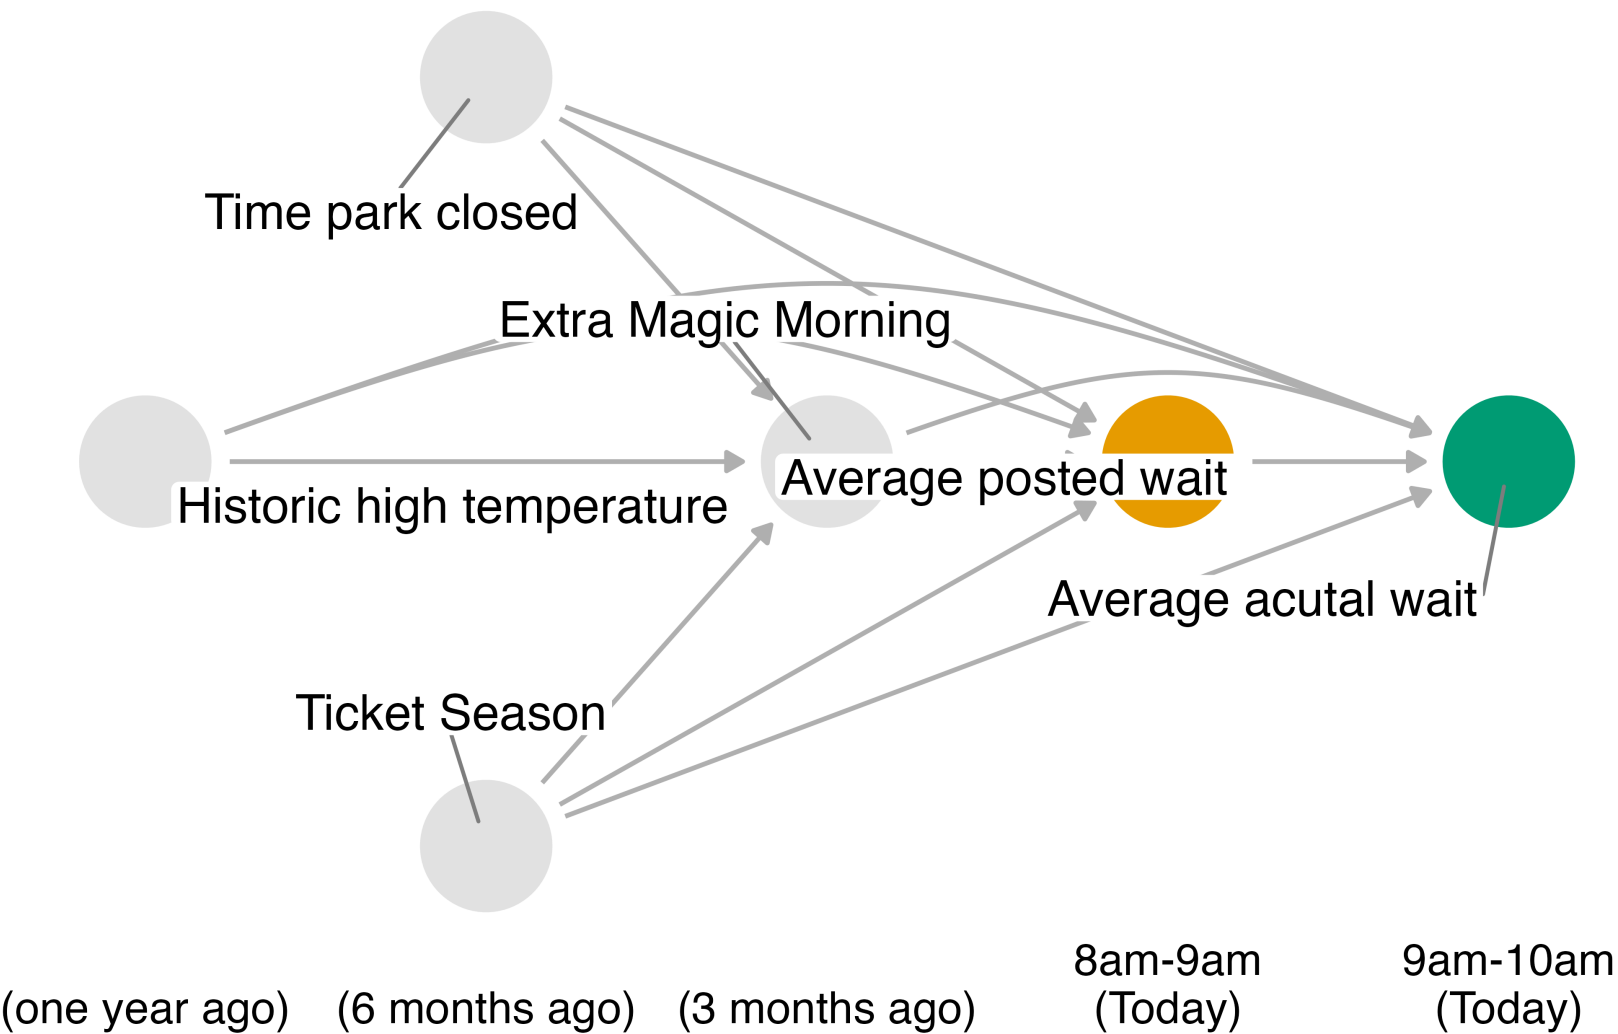 Time park closed
Extra Magic Morning
Average posted wait
Historic high temperature
Average acutal wait
Ticket Season
8am-9am
9am-10am
(one year ago)
(6 months ago)
(3 months ago)
(Today)
(Today)